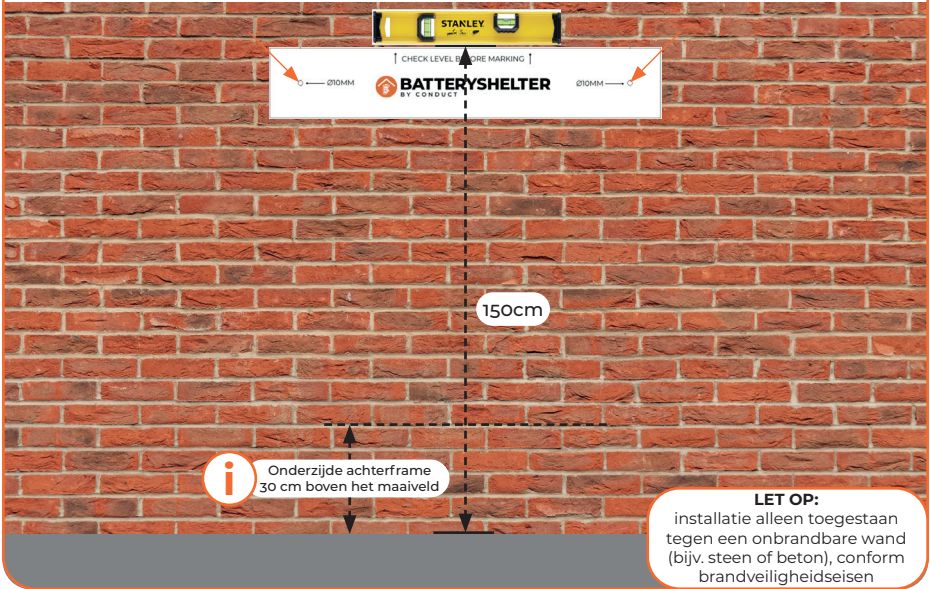 STANLEY
CHECK LEVEL BEFORE MARKING
Ø10MM
BATTERYSHELTER
BY CONDUCT
Ø10MM
150cm
i
Onderzijde achterframe
30 cm boven het maaiveld
LET OP:
installatie alleen toegestaan
tegen een onbrandbare wand
(bijv. steen of beton), conform
brandveiligheidseisen